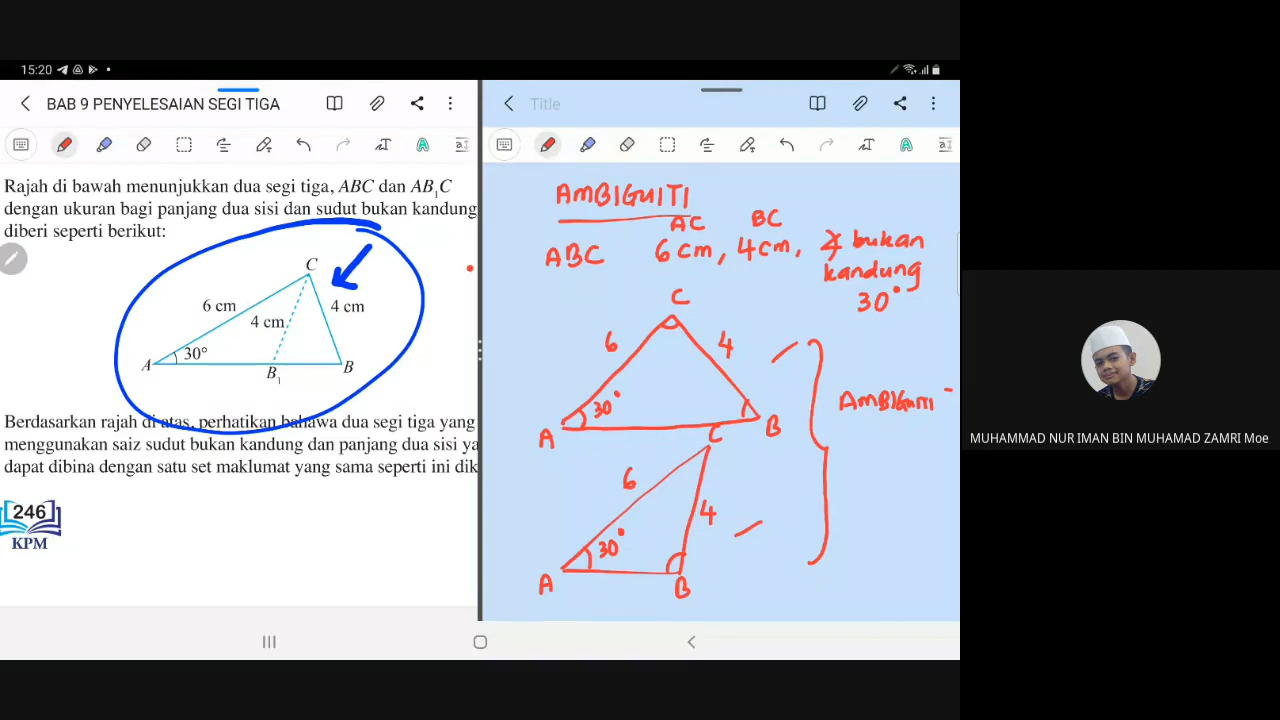 15:20
BAB 9 PENYELESAIAN SEGI TIGA
Rajah di bawah menunjukkan dua segi tiga, ABC dan AB₁C
dengan ukuran bagi panjang dua sisi dan sudut bukan kandung
diberi seperti berikut:
C
6 cm
4 cm
4 cm
30°
A
B₁
B
Berdasarkan rajah di atas, perhatikan bahawa dua segi tiga yang
menggunakan saiz sudut bukan kandung dan panjang dua sisi ya
dapat dibina dengan satu set maklumat yang sama seperti ini dik
246
KPM
Title
AMBIGUITI
AC BC
ABC 6 cm, 4 cm, ∠ bukan
kandung
30°
C
6
4
30°
A
B
AMBIGUITI
C
6
4
30°
A
B
MUHAMMAD NUR IMAN BIN MUHAMAD ZAMRI Moe